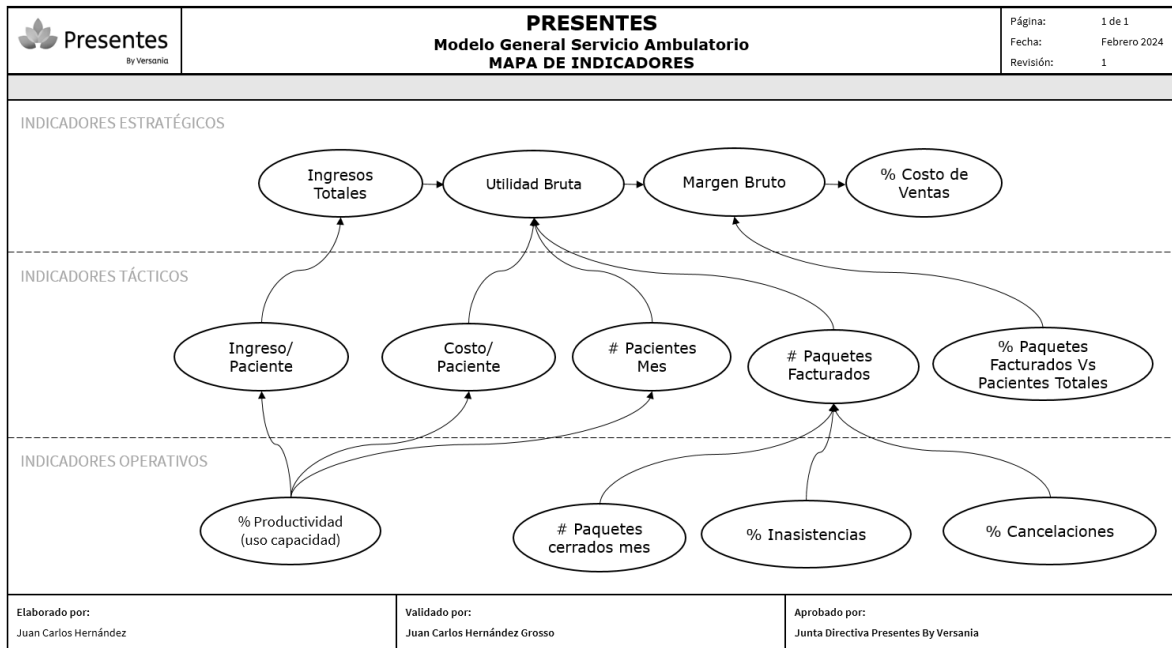 Presentes
By Versania
PRESENTES
Modelo General Servicio Ambulatorio
MAPA DE INDICADORES
Página: 1 de 1
Fecha: Febrero 2024
Revisión: 1
INDICADORES ESTRATÉGICOS
Ingresos
Totales
Utilidad Bruta
Margen Bruto
% Costo de
Ventas
INDICADORES TÁCTICOS
Ingreso/
Paciente
Costo/
Paciente
# Pacientes
Mes
# Paquetes
Facturados
% Paquetes
Facturados Vs
Pacientes Totales
INDICADORES OPERATIVOS
% Productividad
(uso capacidad)
# Paquetes
cerrados mes
% Inasistencias
% Cancelaciones
Elaborado por:
Juan Carlos Hernández
Validado por:
Juan Carlos Hernández Grosso
Aprobado por:
Junta Directiva Presentes By Versania